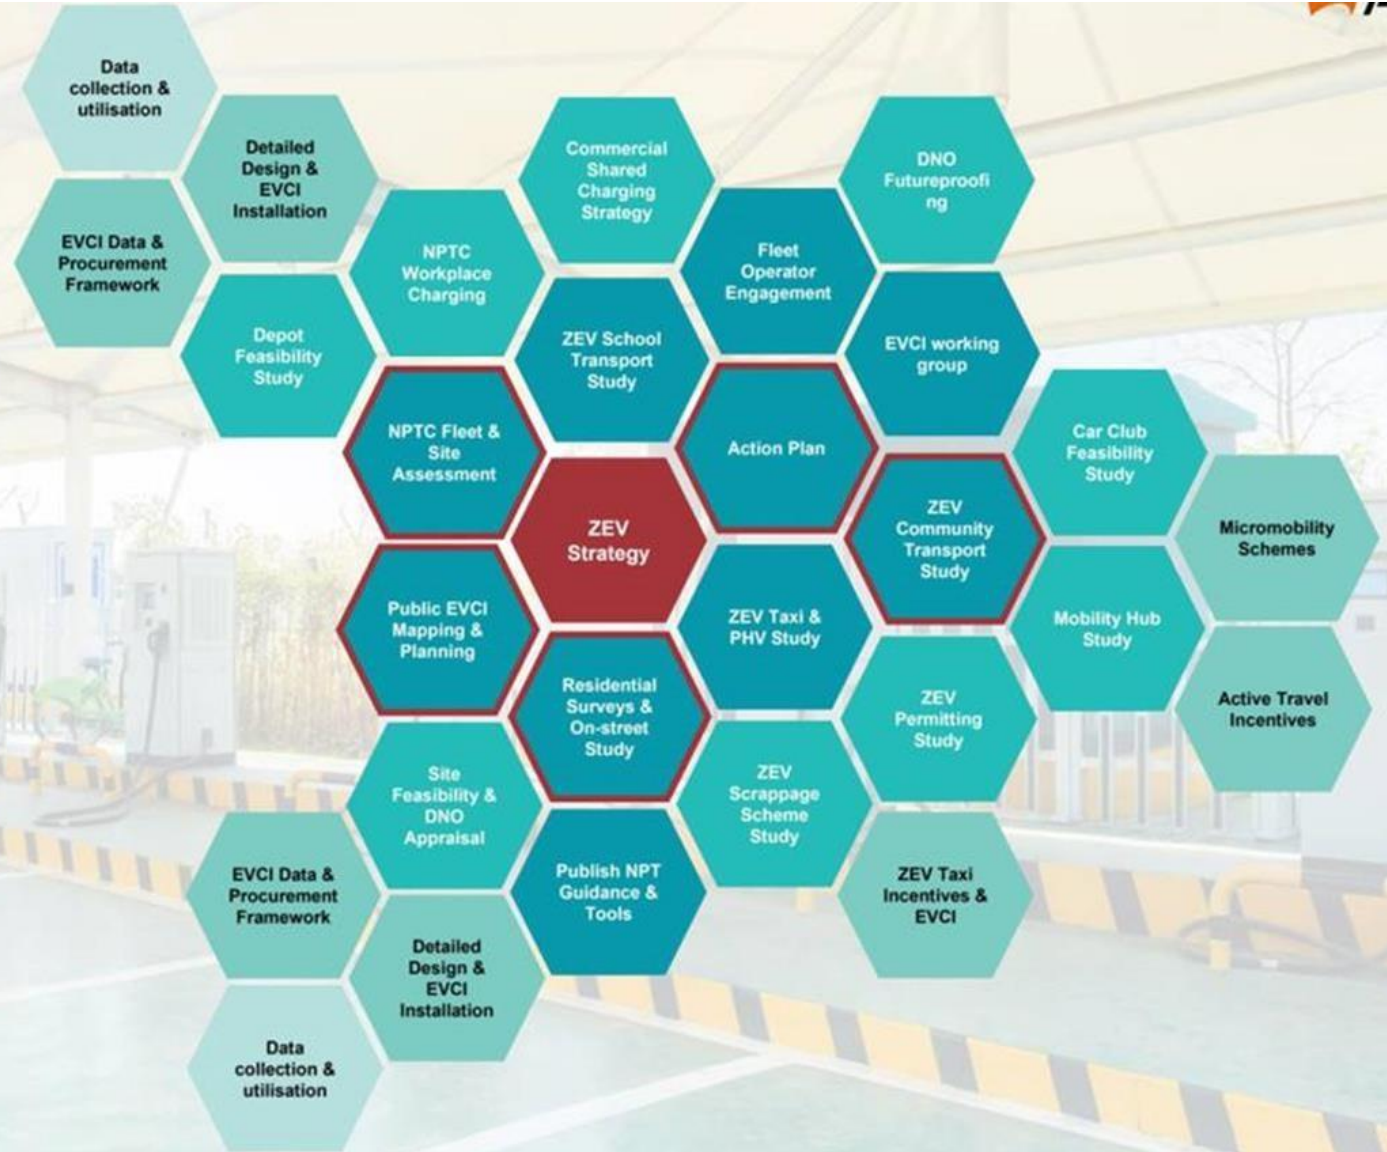 Data
collection &
utilisation
Detailed
Design &
EVCI
Installation
Commercial
Shared
Charging
Strategy
DNO
Futureproofi
ng
EVCI Data &
Procurement
Framework
NPTC
Workplace
Charging
Fleet
Operator
Engagement
Depot
Feasibility
Study
ZEV School
Transport
Study
EVCI working
group
NPTC Fleet &
Site
Assessment
Action Plan
Car Club
Feasibility
Study
ZEV
Strategy
ZEV
Community
Transport
Study
Micromobility
Schemes
Public EVCI
Mapping &
Planning
ZEV Taxi &
PHV Study
Mobility Hub
Study
Residential
Surveys &
On-street
Study
ZEV
Permitting
Study
Active Travel
Incentives
Site
Feasibility &
DNO
Appraisal
ZEV
Scrappage
Scheme
Study
EVCI Data &
Procurement
Framework
Publish NPT
Guidance &
Tools
ZEV Taxi
Incentives &
EVCI
Detailed
Design &
EVCI
Installation
Data
collection &
utilisation